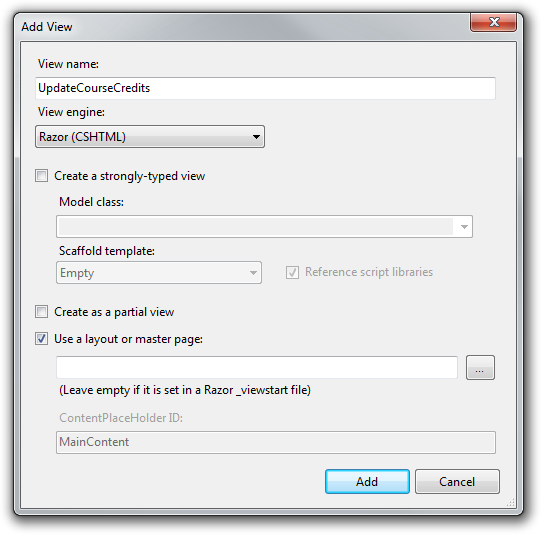 Add View
View name:
UpdateCourseCredits
View engine:
Razor (CSHTML)
Create a strongly-typed view
Model class:
Scaffold template:
Empty
Reference script libraries
Create as a partial view
Use a layout or master page:
...
(Leave empty if it is set in a Razor _viewstart file)
ContentPlaceHolder ID:
MainContent
Add
Cancel